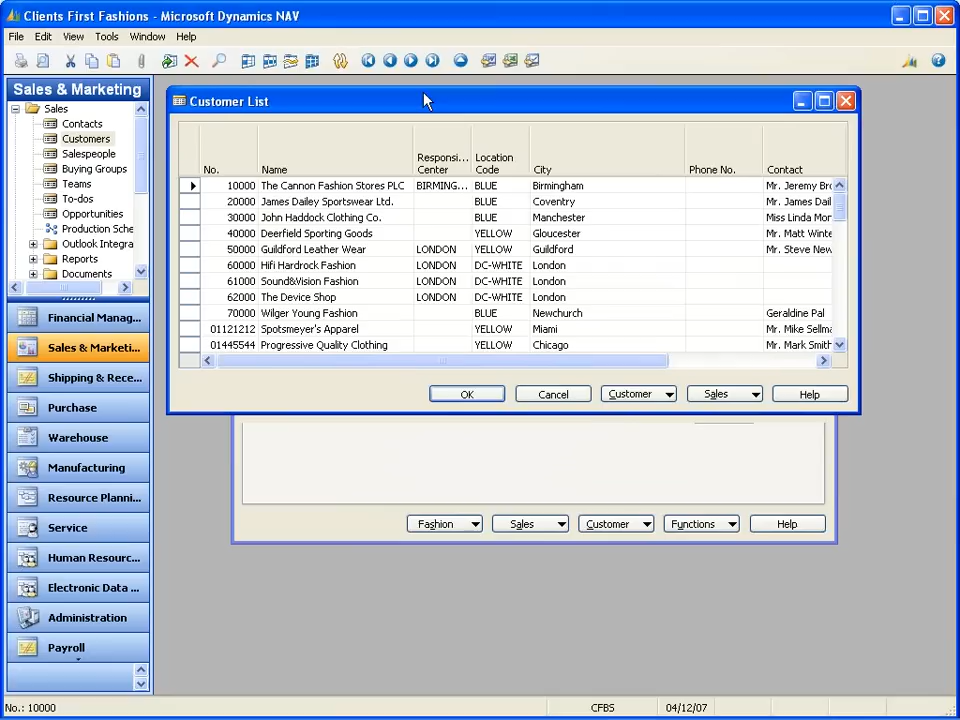 Clients First Fashions - Microsoft Dynamics NAV
File Edit View Tools Window Help
Sales & Marketing
Sales
Contacts
Customers
Salespeople
Buying Groups
Teams
To-dos
Opportunities
Production Sche
Outlook Integra
Reports
Documents
Financial Manag...
Sales & Marketi...
Shipping & Rece...
Purchase
Warehouse
Manufacturing
Resource Planni...
Service
Human Resourc...
Electronic Data ...
Administration
Payroll
Customer List
No. Name Responsi... Center Location Code City Phone No. Contact
10000 The Cannon Fashion Stores PLC BIRMING... BLUE Birmingham Mr. Jeremy Bro
20000 James Dailey Sportswear Ltd. BLUE Coventry Mr. James Dail
30000 John Haddock Clothing Co. BLUE Manchester Miss Linda Mor
40000 Deerfield Sporting Goods YELLOW Gloucester Mr. Matt Winte
50000 Guildford Leather Wear LONDON YELLOW Guildford Mr. Steve New
60000 Hifi Hardrock Fashion LONDON DC-WHITE London
61000 Sound&Vision Fashion LONDON DC-WHITE London
62000 The Device Shop LONDON DC-WHITE London
70000 Wilger Young Fashion BLUE Newchurch Geraldine Pal
01121212 Spotsmeyer's Apparel YELLOW Miami Mr. Mike Sellma
01445544 Progressive Quality Clothing YELLOW Chicago Mr. Mark Smith
OK Cancel Customer Sales Help
Fashion Sales Customer Functions Help
No.: 10000 CFBS 04/12/07